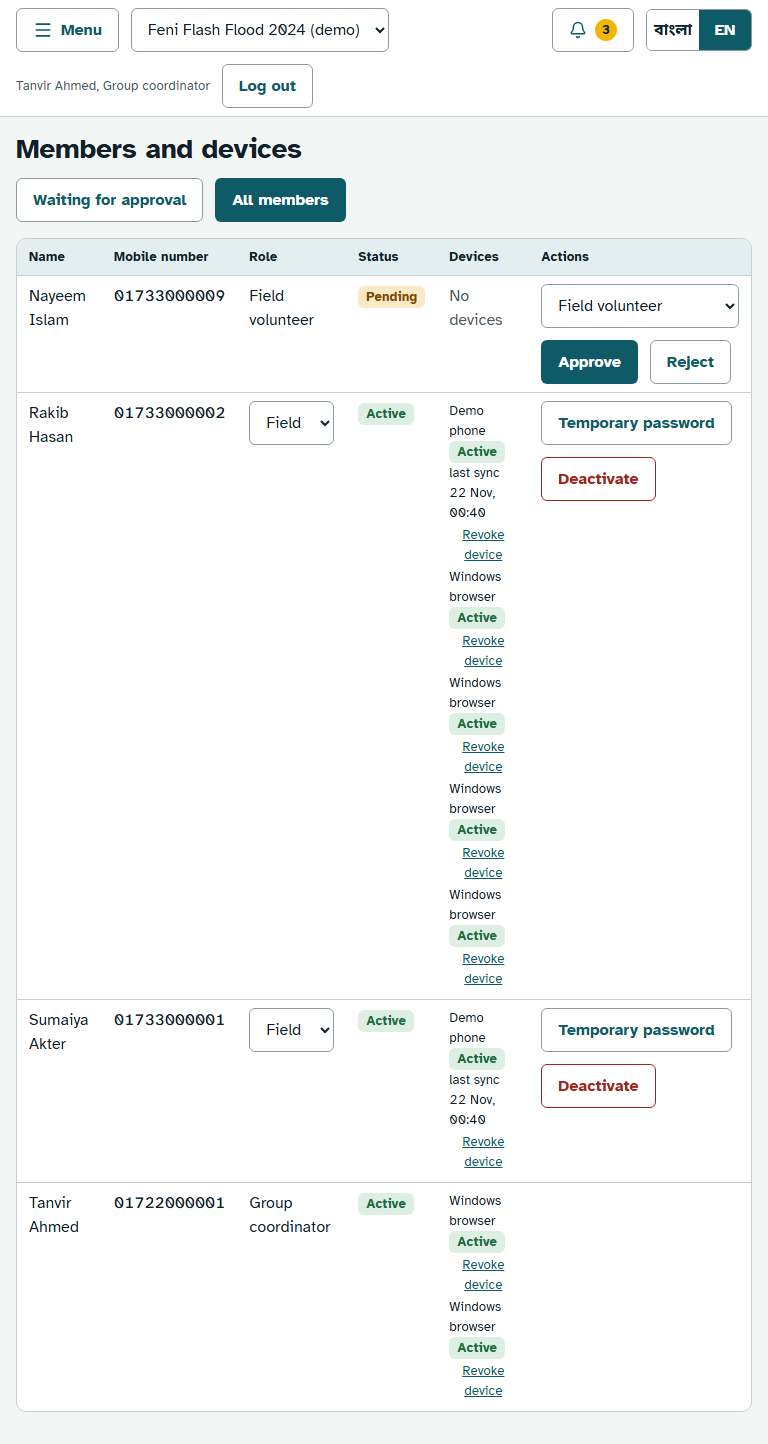 Menu
Feni Flash Flood 2024 (demo)
3
বাংলা
EN
Tanvir Ahmed, Group coordinator
Log out
Members and devices
Waiting for approval
All members
Name Mobile number Role Status Devices Actions
Nayeem Islam
01733000009
Field volunteer
Pending
No devices
Field volunteer
Approve
Reject
Rakib Hasan
01733000002
Field
Active
Demo phone
Active
last sync 22 Nov, 00:40
Revoke device
Windows browser
Active
Revoke device
Windows browser
Active
Revoke device
Windows browser
Active
Revoke device
Windows browser
Active
Revoke device
Temporary password
Deactivate
Sumaiya Akter
01733000001
Field
Active
Demo phone
Active
last sync 22 Nov, 00:40
Revoke device
Temporary password
Deactivate
Tanvir Ahmed
01722000001
Group coordinator
Active
Windows browser
Active
Revoke device
Windows browser
Active
Revoke device